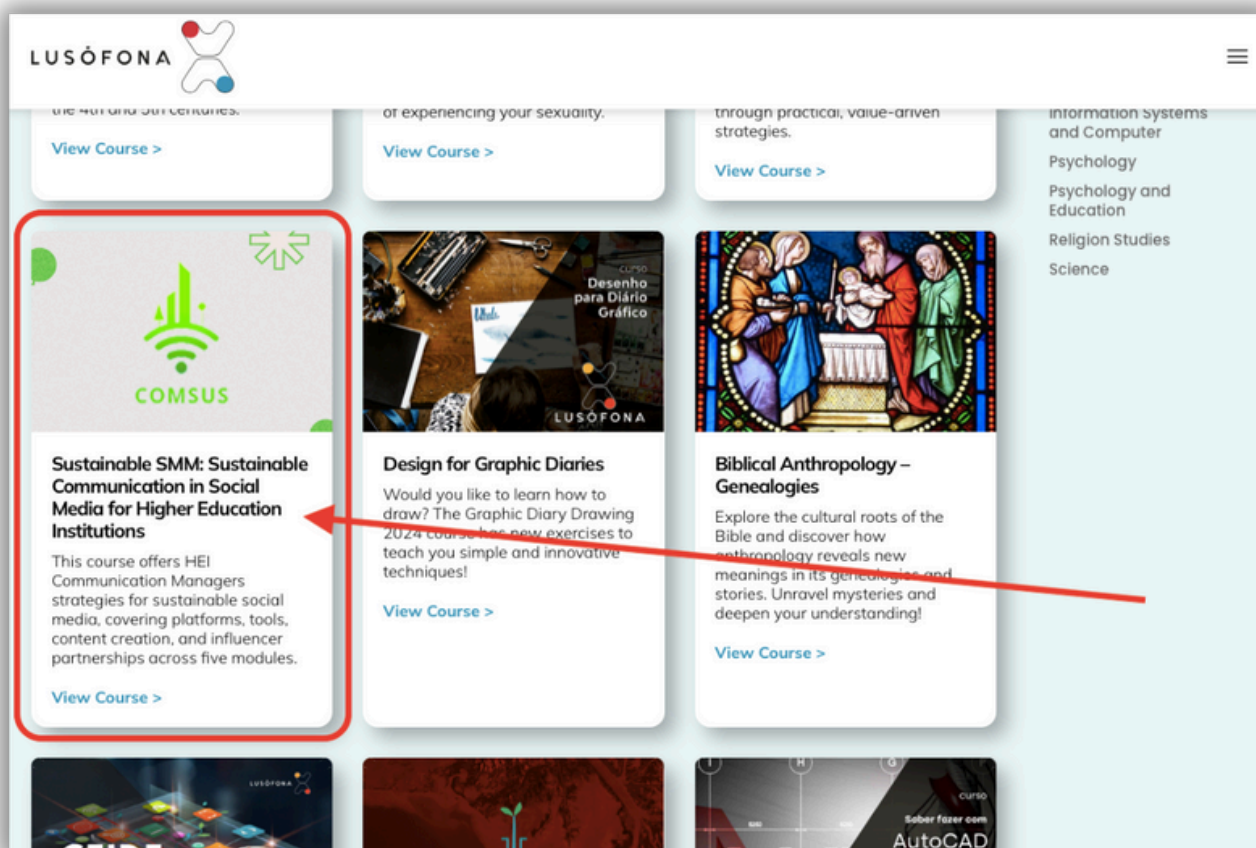 LUSÓFONA
the 4th and 5th centuries.
View Course >
of experiencing your sexuality.
View Course >
through practical, value-driven
strategies.
View Course >
Information Systems
and Computer
Psychology
Psychology and
Education
Religion Studies
Science
COMSUS
Sustainable SMM: Sustainable
Communication in Social
Media for Higher Education
Institutions
This course offers HEI
Communication Managers
strategies for sustainable social
media, covering platforms, tools,
content creation, and influencer
partnerships across five modules.
View Course >
curso
Desenho
para Diário
Gráfico
LUSÓFONA
Design for Graphic Diaries
Would you like to learn how to
draw? The Graphic Diary Drawing
2024 course has new exercises to
teach you simple and innovative
techniques!
View Course >
Biblical Anthropology –
Genealogies
Explore the cultural roots of the
Bible and discover how
anthropology reveals new
meanings in its genealogies and
stories. Unravel mysteries and
deepen your understanding!
View Course >
LUSÓFONA
I H G
curso
Saber fazer com
AutoCAD